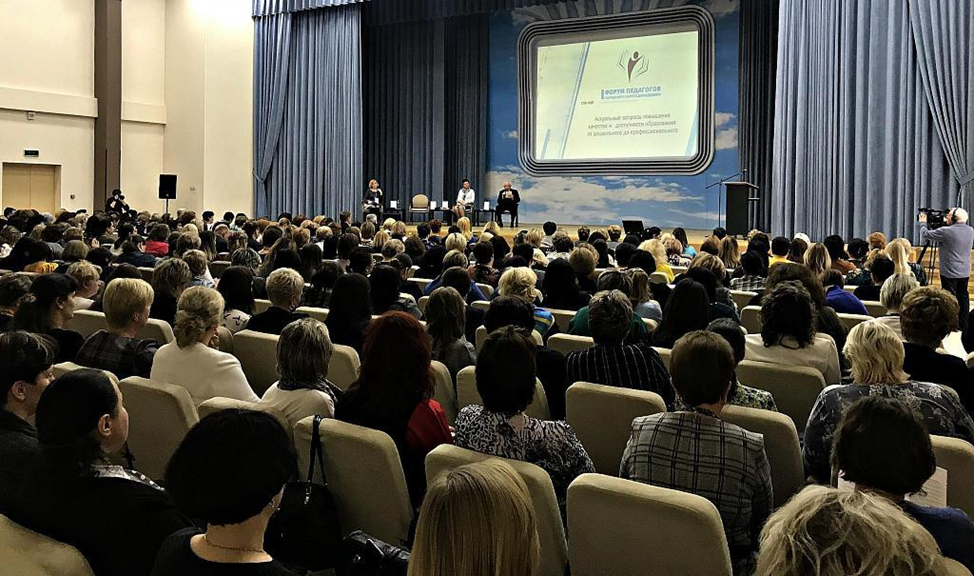 I ФОРУМ ПЕДАГОГОВ
Актуальные вопросы повышения
качества и доступности образования
от дошкольного до профессионального